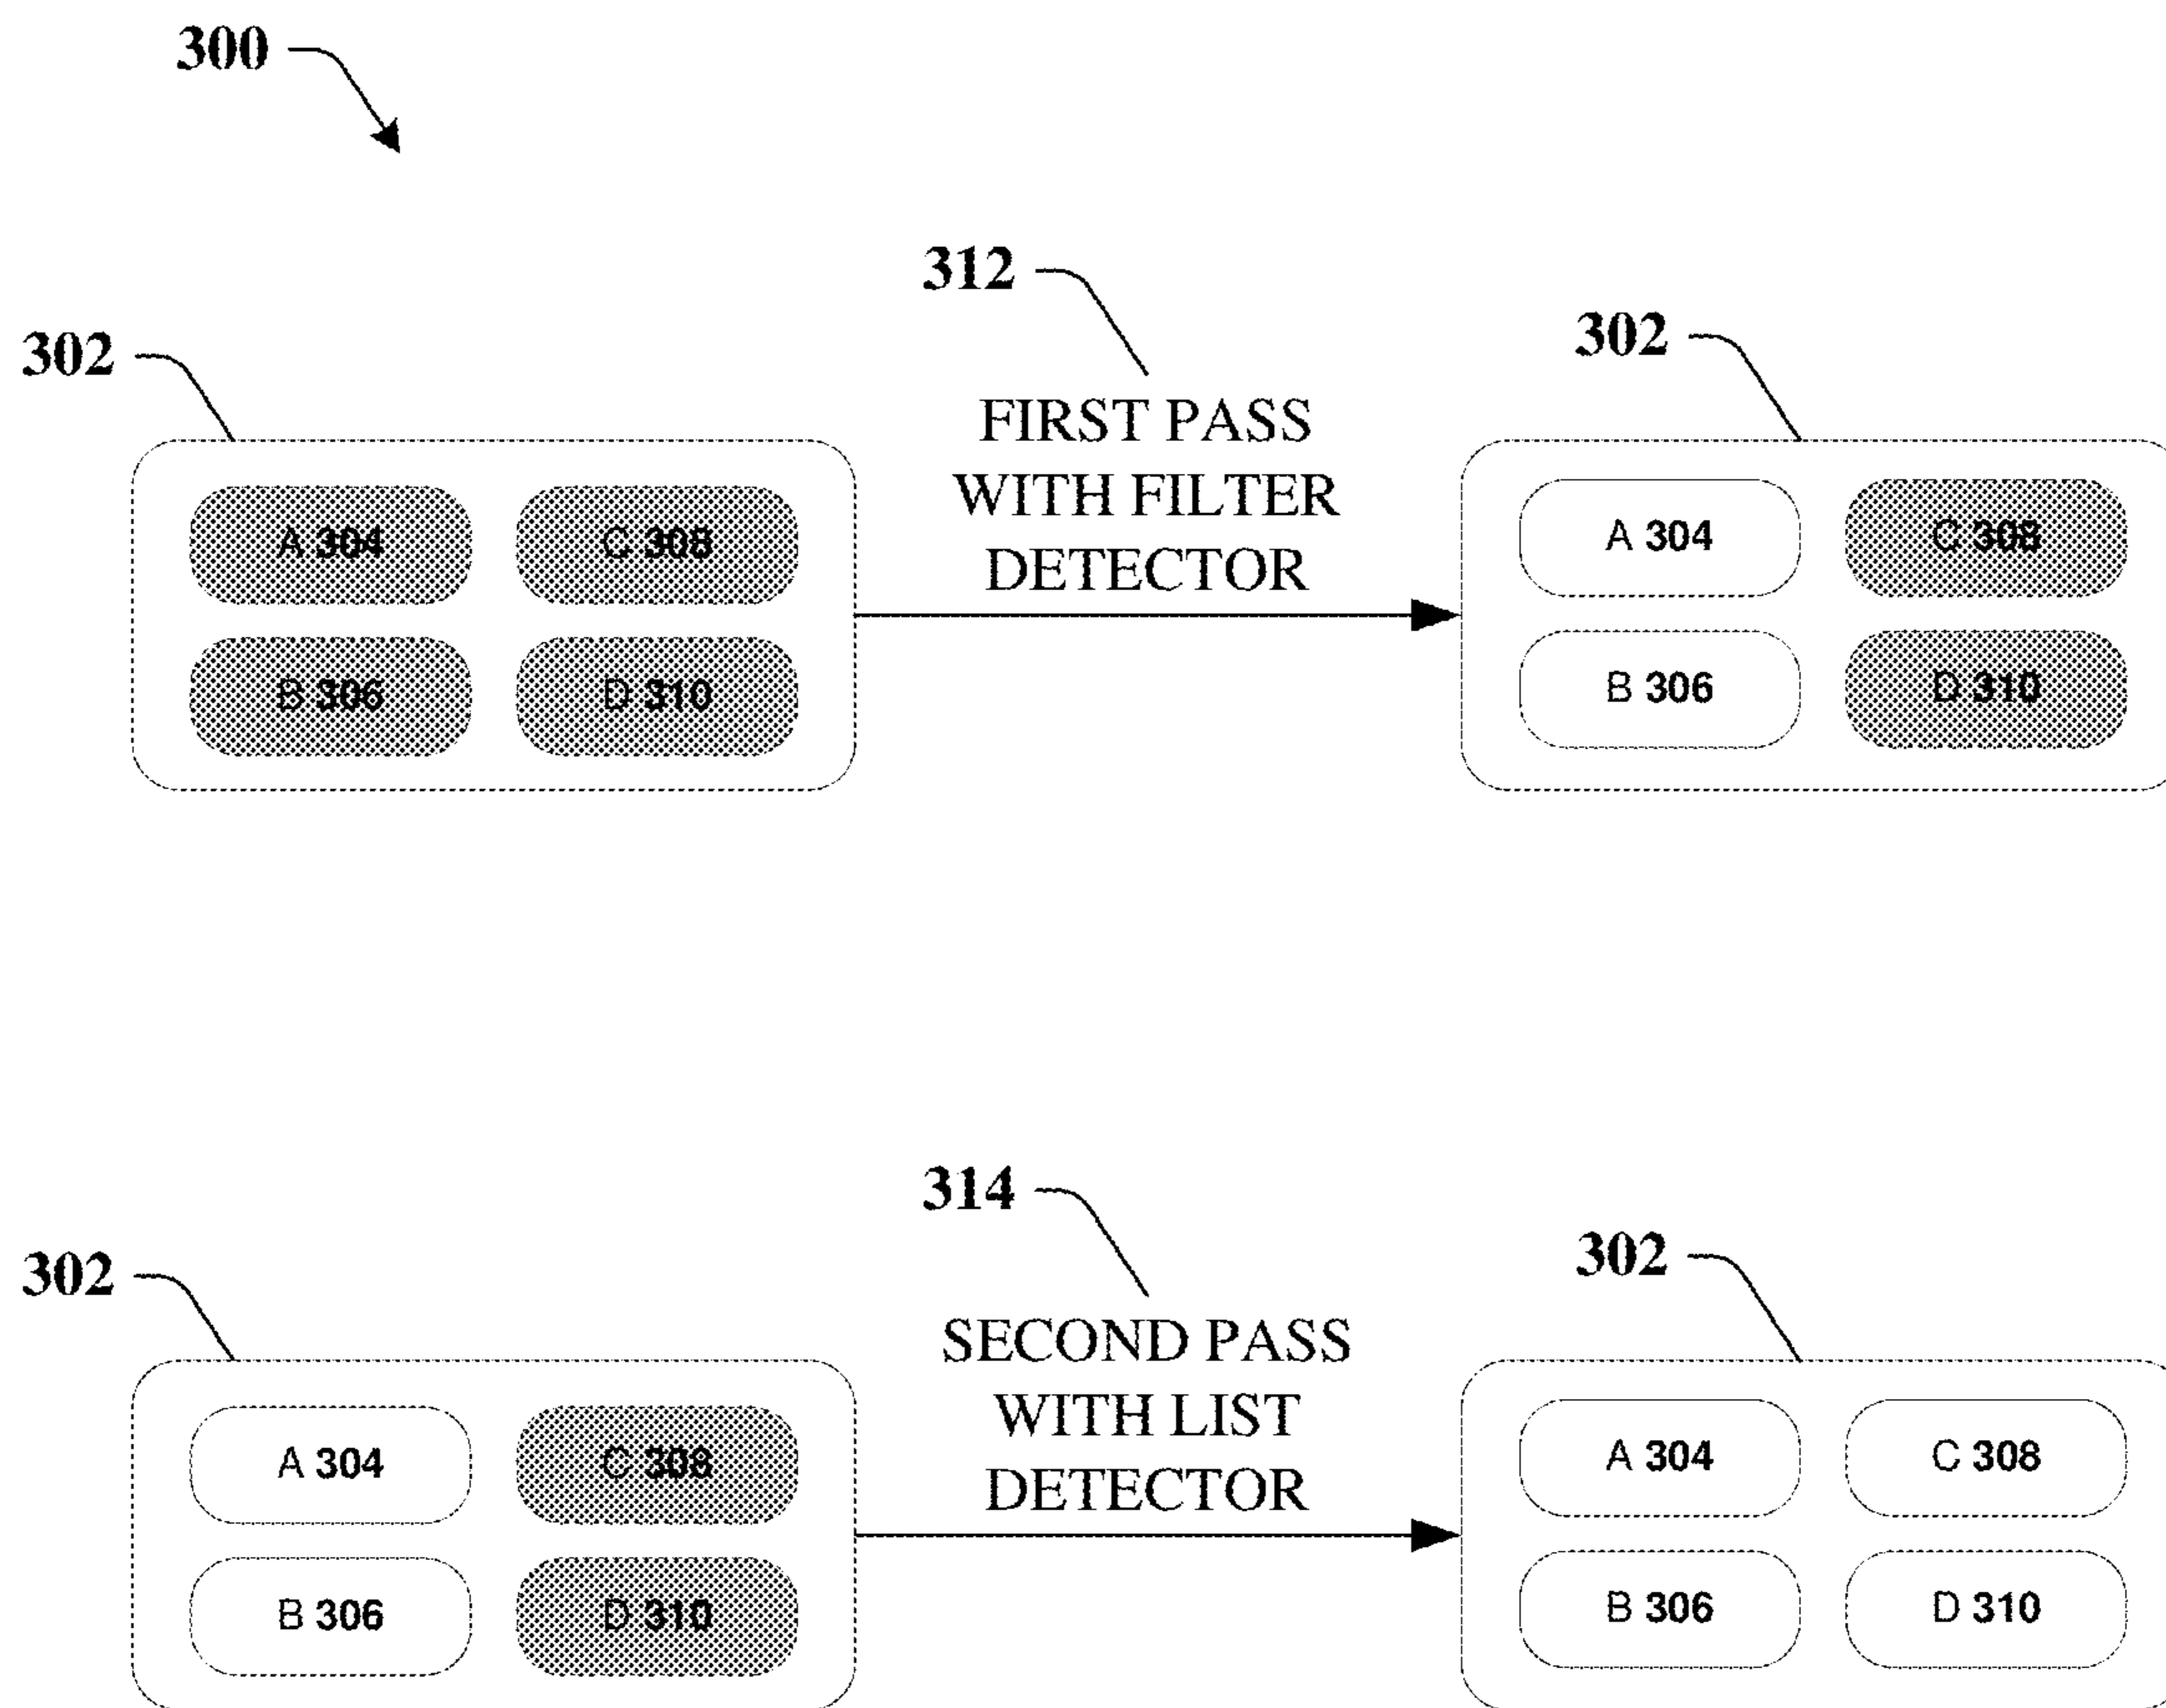 300
312
302
302
FIRST PASS
WITH FILTER
DETECTOR
A 304
C 308
B 306
D 310
A 304
C 308
B 306
D 310
314
302
302
SECOND PASS
WITH LIST
DETECTOR
A 304
C 308
B 306
D 310
A 304
C 308
B 306
D 310